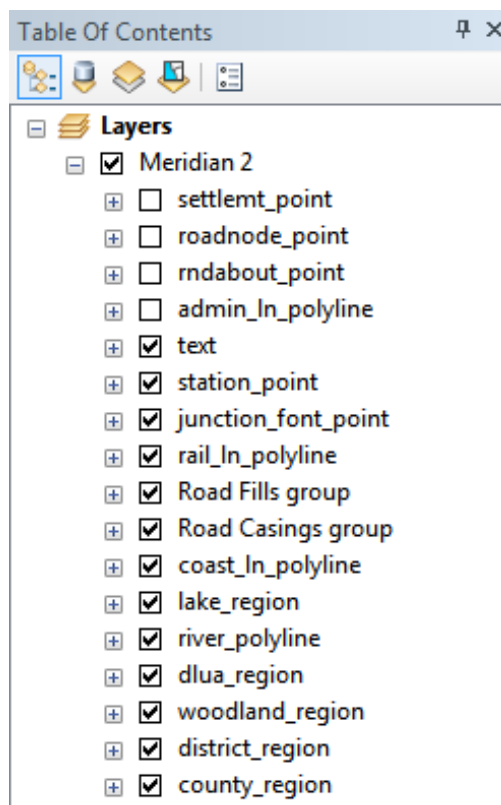 Table Of Contents
Layers
Meridian 2
settlemt_point
roadnode_point
rndabout_point
admin_ln_polyline
text
station_point
junction_font_point
rail_ln_polyline
Road Fills group
Road Casings group
coast_ln_polyline
lake_region
river_polyline
dlua_region
woodland_region
district_region
county_region